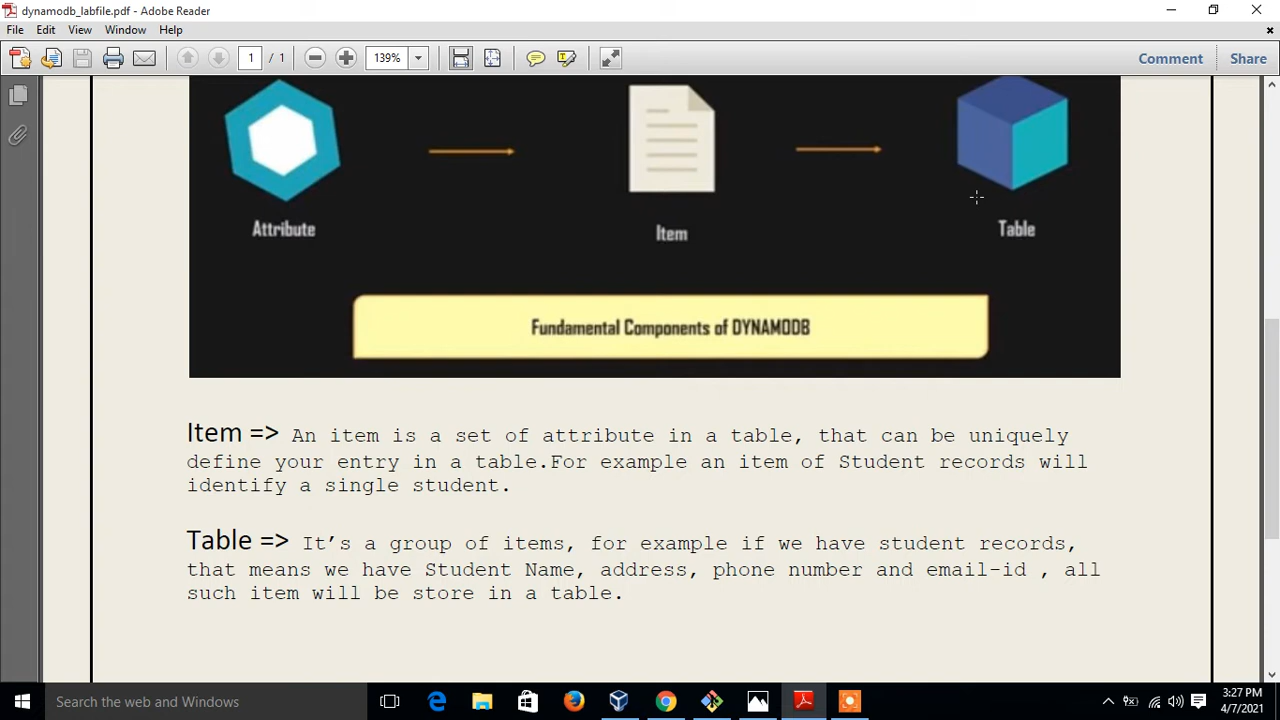 dynamodb_labfile.pdf - Adobe Reader
File Edit View Window Help
1 / 1 139% Comment Share
Attribute
Item
Table
Fundamental Components of DYNAMODB
Item => An item is a set of attribute in a table, that can be uniquely
define your entry in a table.For example an item of Student records will
identify a single student.
Table => It's a group of items, for example if we have student records,
that means we have Student Name, address, phone number and email-id , all
such item will be store in a table.
Search the web and Windows
3:27 PM
4/7/2021